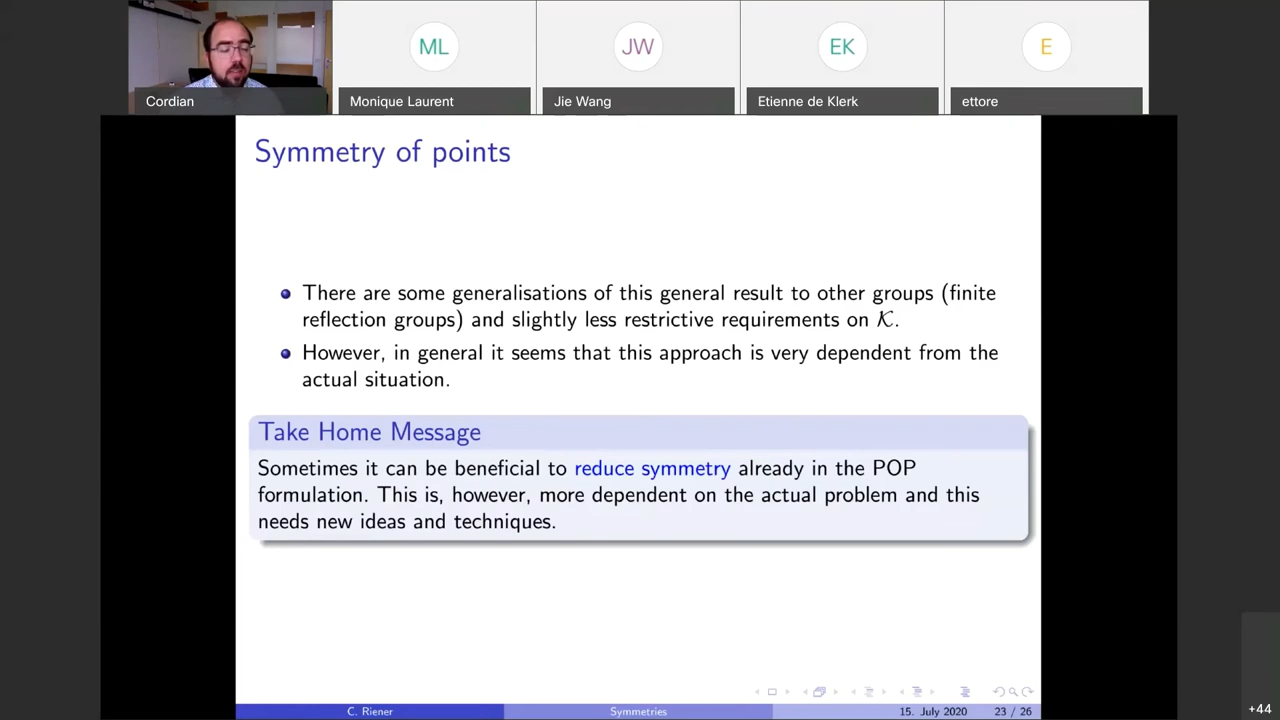 ML
JW
EK
E
Cordian
Monique Laurent
Jie Wang
Etienne de Klerk
ettore
Symmetry of points
There are some generalisations of this general result to other groups (finite
reflection groups) and slightly less restrictive requirements on 𝒦.
However, in general it seems that this approach is very dependent from the
actual situation.
Take Home Message
Sometimes it can be beneficial to reduce symmetry already in the POP
formulation. This is, however, more dependent on the actual problem and this
needs new ideas and techniques.
C. Riener
Symmetries
15. July 2020
23 / 26
+44